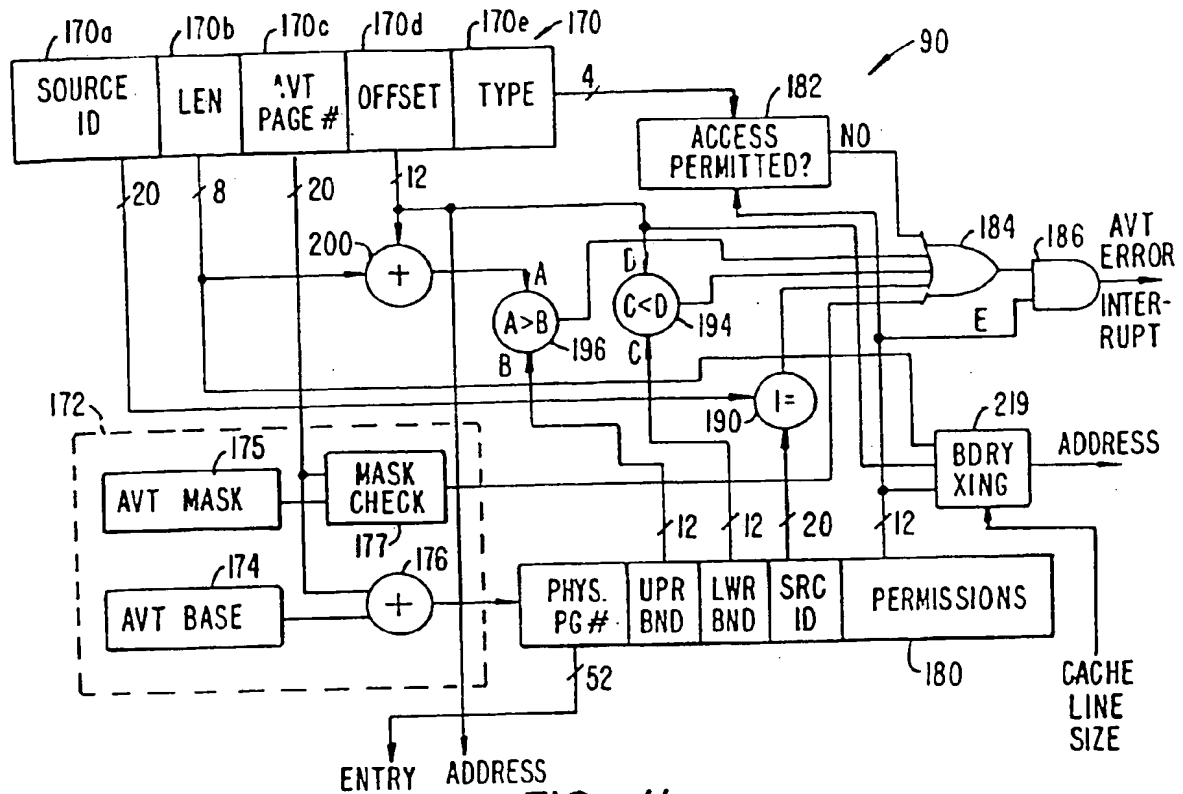 170a
170b
170c
170d
170e
170
90
SOURCE ID
LEN
AVT PAGE #
OFFSET
TYPE
4
182
ACCESS PERMITTED?
NO
20
8
20
12
200
+
A
A>B
196
B
D
C<D
194
C
184
186
AVT ERROR
INTER-
RUPT
E
172
175
AVT MASK
MASK CHECK
177
190
1=
219
BDRY XING
ADDRESS
174
AVT BASE
176
+
12
12
20
12
PHYS. PG#
UPR BND
LWR BND
SRC ID
PERMISSIONS
180
52
CACHE LINE SIZE
ENTRY
ADDRESS